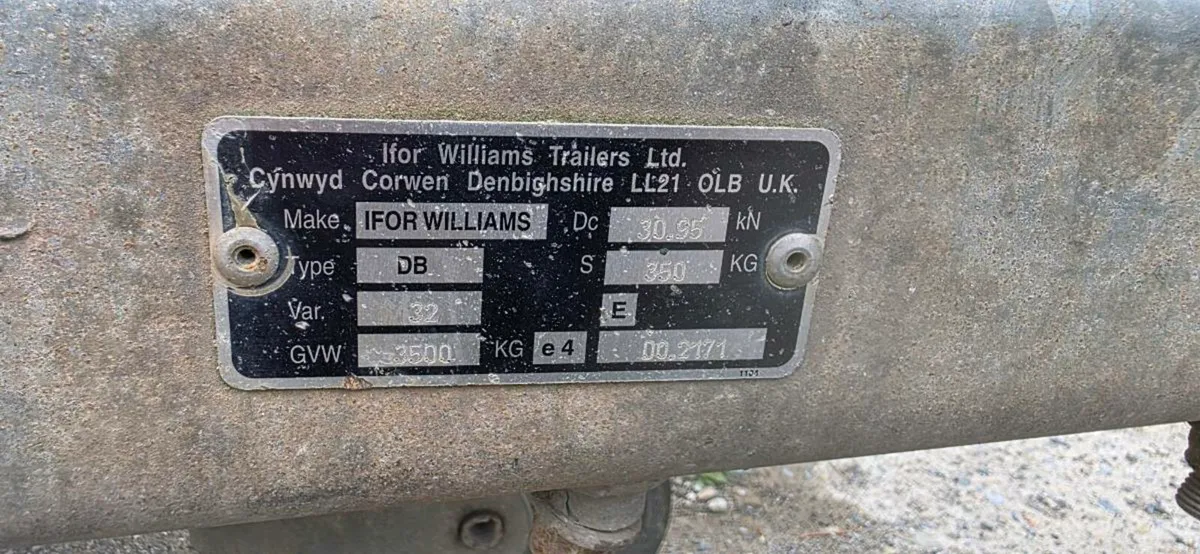 Ifor Williams Trailers Ltd.
Cynwyd Corwen Denbighshire LL21 OLB U.K.
Make IFOR WILLIAMS Dc 30.95 kN
Type DB S 350 KG
Var. 32 E
GVW 3500 KG e 4 00.2171